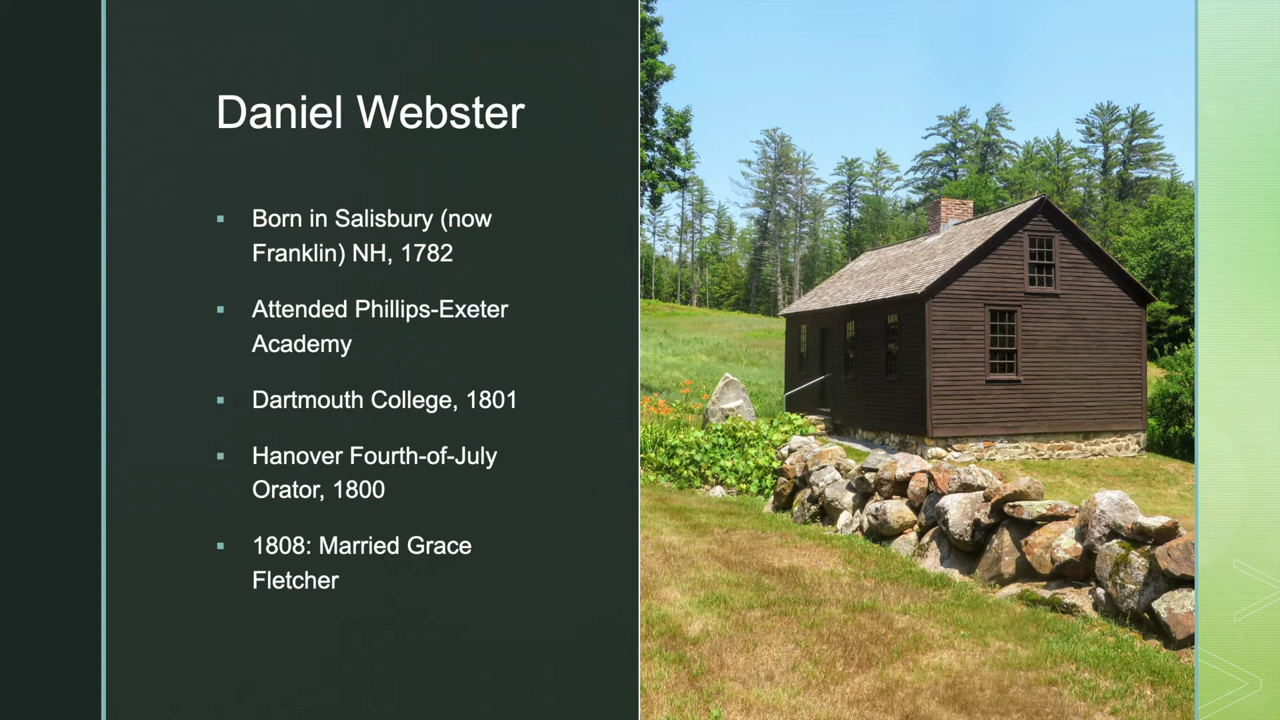 Daniel Webster
Born in Salisbury (now
Franklin) NH, 1782
Attended Phillips-Exeter
Academy
Dartmouth College, 1801
Hanover Fourth-of-July
Orator, 1800
1808: Married Grace
Fletcher